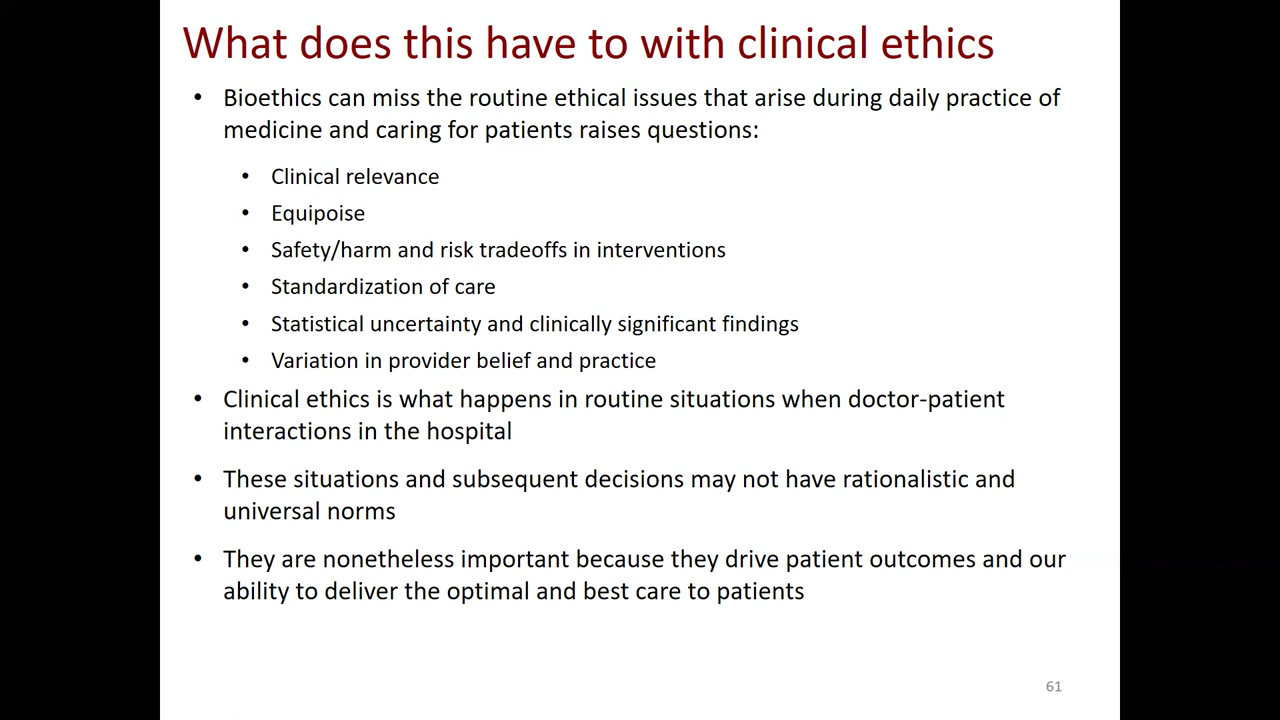 What does this have to with clinical ethics
• Bioethics can miss the routine ethical issues that arise during daily practice of
medicine and caring for patients raises questions:
• Clinical relevance
• Equipoise
• Safety/harm and risk tradeoffs in interventions
• Standardization of care
• Statistical uncertainty and clinically significant findings
• Variation in provider belief and practice
• Clinical ethics is what happens in routine situations when doctor-patient
interactions in the hospital
• These situations and subsequent decisions may not have rationalistic and
universal norms
• They are nonetheless important because they drive patient outcomes and our
ability to deliver the optimal and best care to patients
61